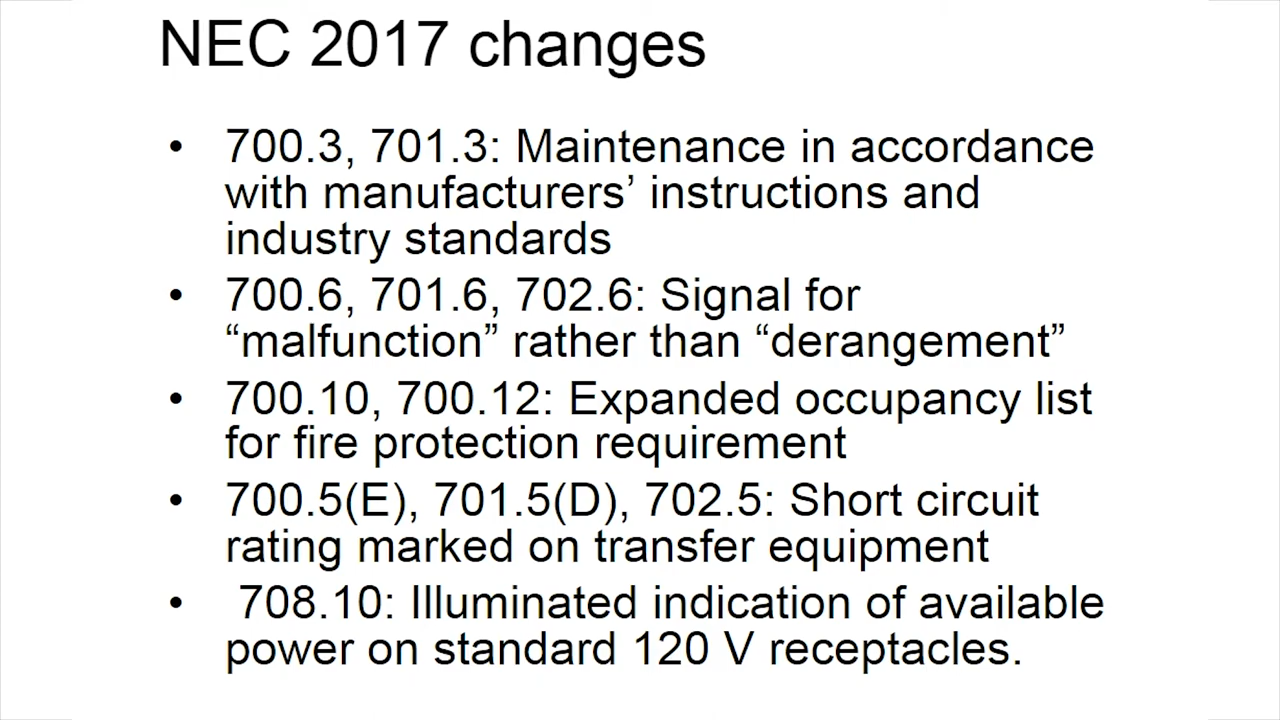 NEC 2017 changes
• 700.3, 701.3: Maintenance in accordance
with manufacturers’ instructions and
industry standards
• 700.6, 701.6, 702.6: Signal for
“malfunction” rather than “derangement”
• 700.10, 700.12: Expanded occupancy list
for fire protection requirement
• 700.5(E), 701.5(D), 702.5: Short circuit
rating marked on transfer equipment
• 708.10: Illuminated indication of available
power on standard 120 V receptacles.